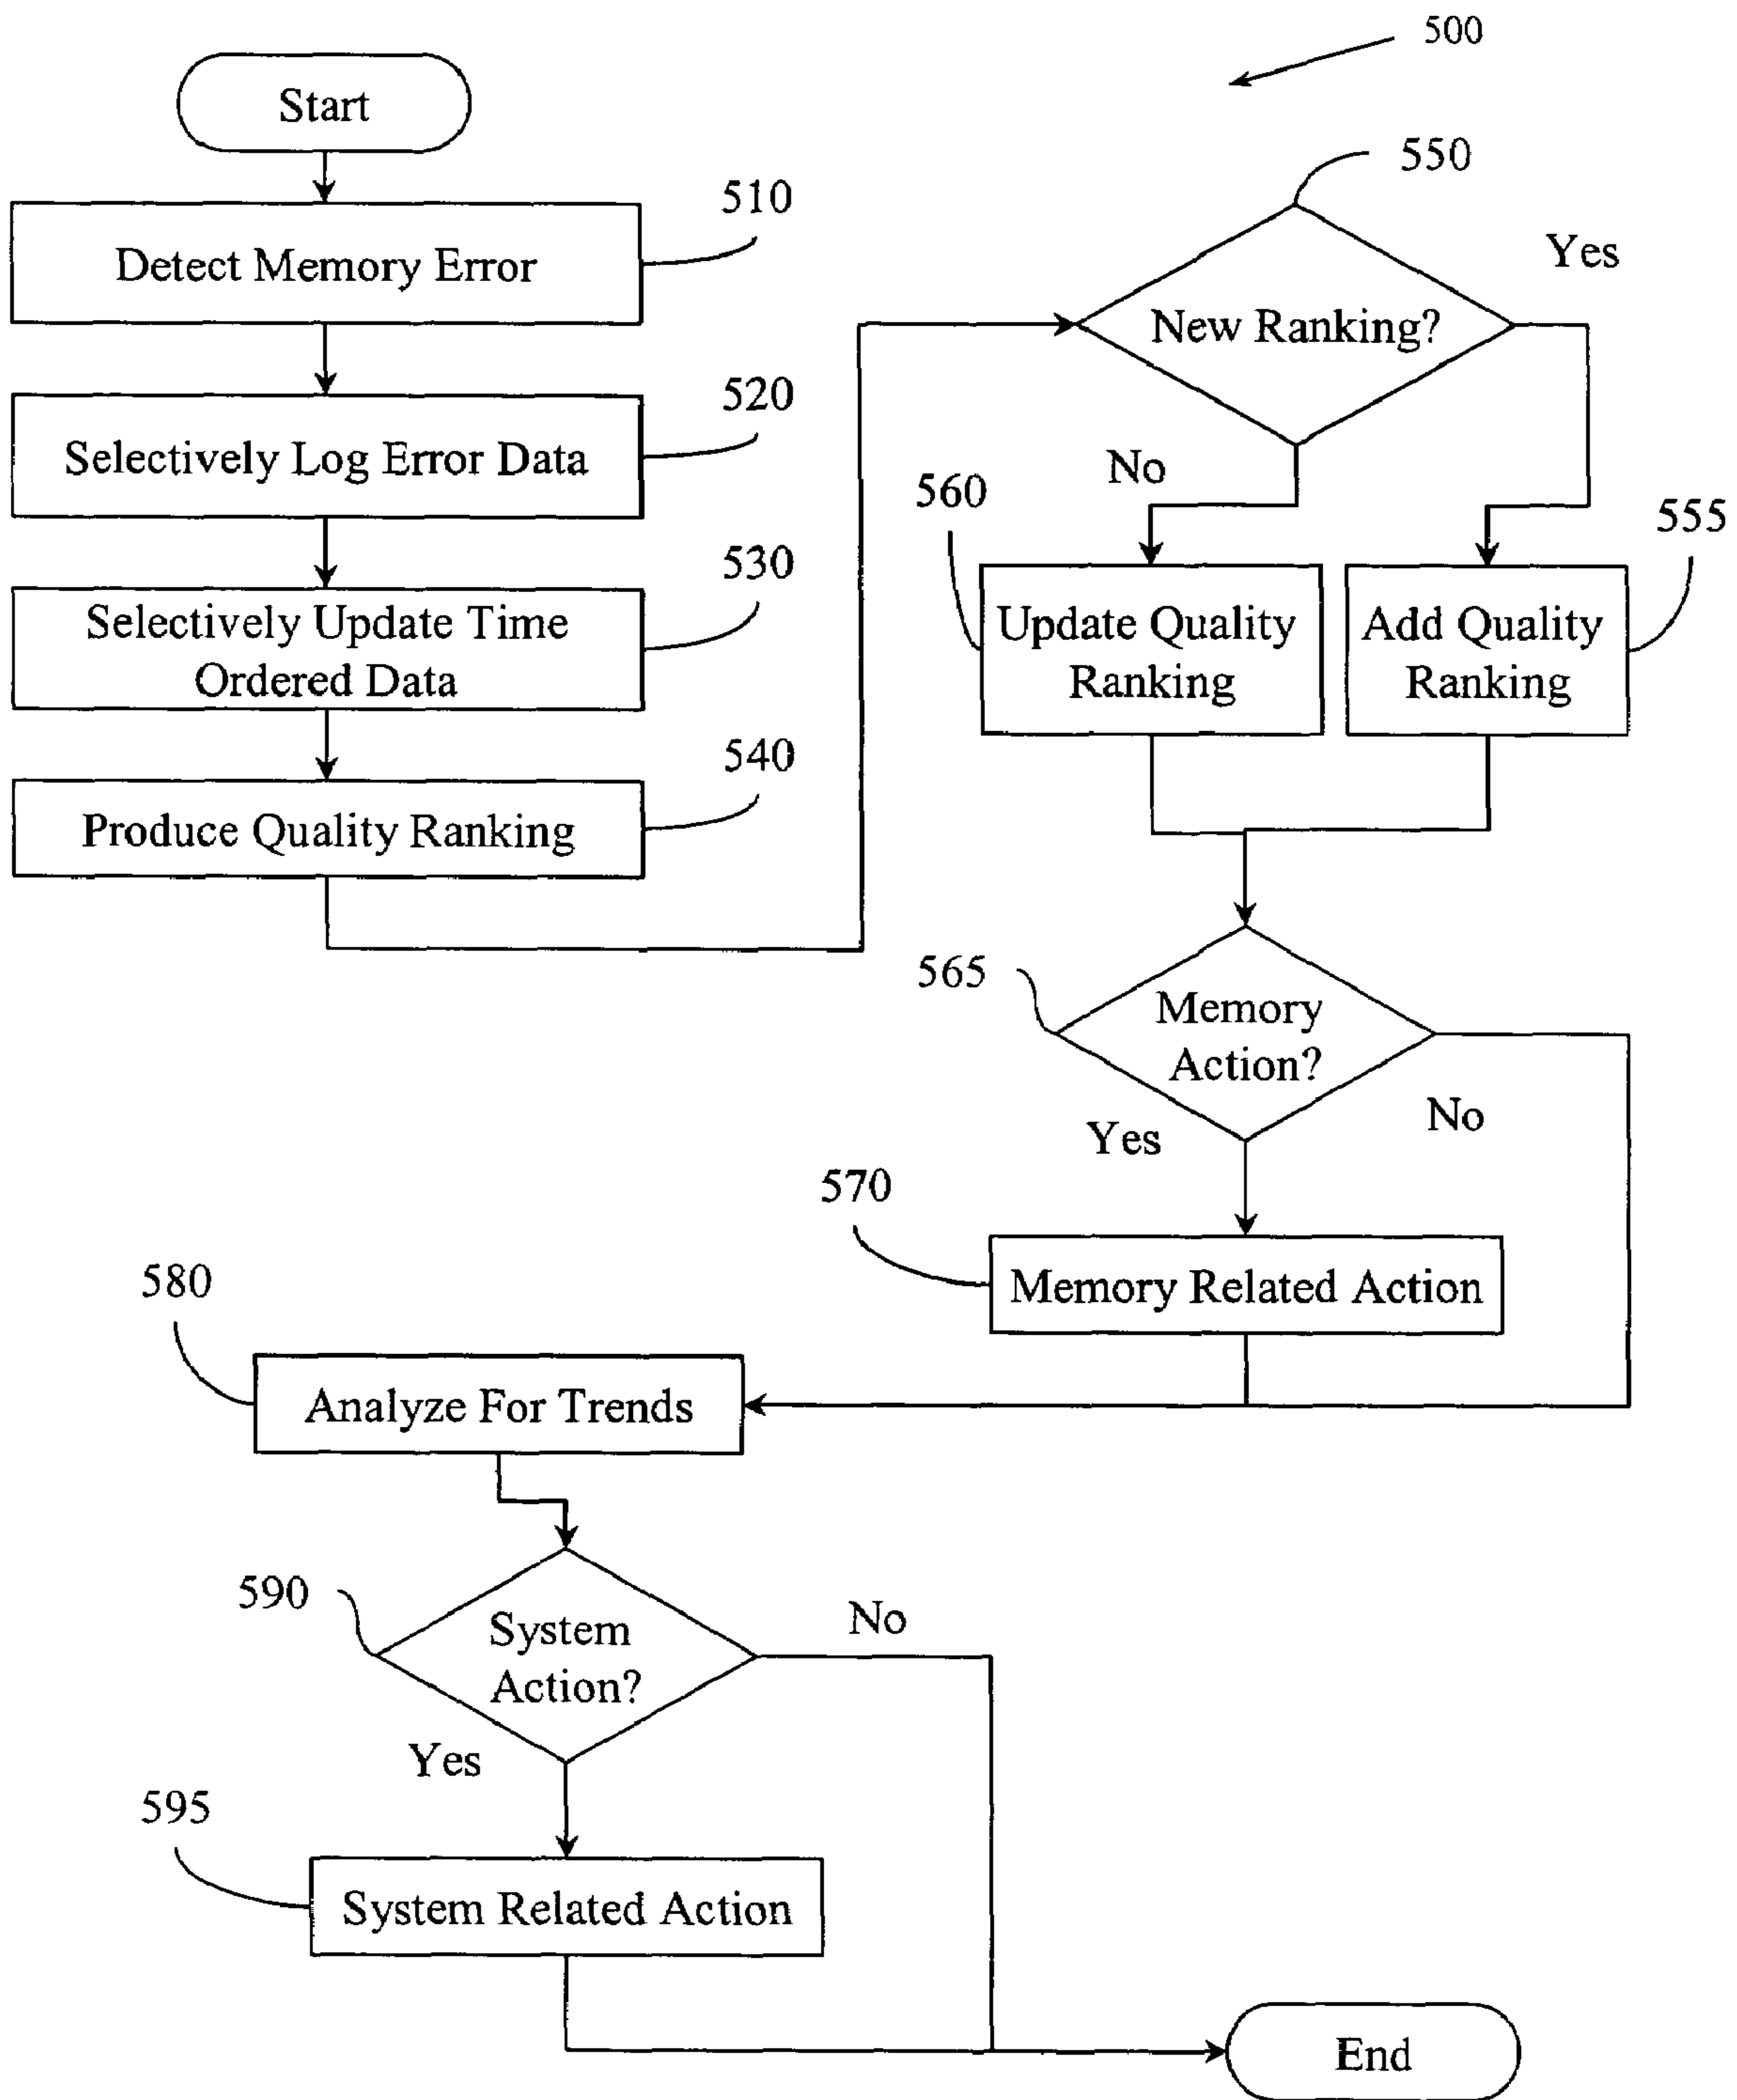 500
Start
510
Detect Memory Error
520
Selectively Log Error Data
530
Selectively Update Time
Ordered Data
540
Produce Quality Ranking
550
New Ranking?
Yes
No
560
Update Quality
Ranking
555
Add Quality
Ranking
565
Memory
Action?
Yes
No
570
Memory Related Action
580
Analyze For Trends
590
System
Action?
No
Yes
595
System Related Action
End